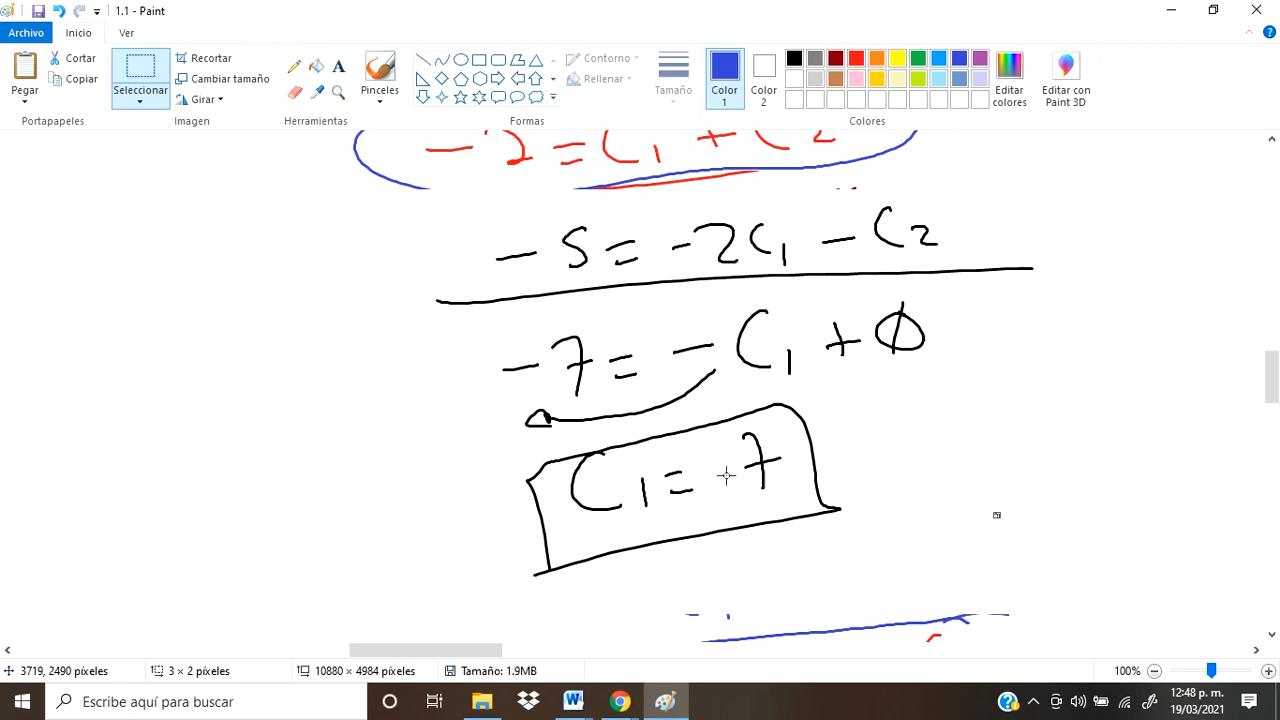 1.1 - Paint
Archivo Inicio Ver
Pegar Cortar Copiar
Seleccionar Recortar Cambiar tamaño Girar
Pinceles
Contorno Rellenar
Tamaño
Color 1
Color 2
Editar colores
Editar con Paint 3D
Portapapeles Imagen Herramientas Formas Colores
-2 = C1 + C2
-5 = -2C1 - C2
-7 = -C1 + 0
C1 = 7
3719, 2490 píxeles 3 × 2 píxeles 10880 × 4984 píxeles Tamaño: 1.9MB 100%
Escribe aquí para buscar
12:48 p. m.
19/03/2021